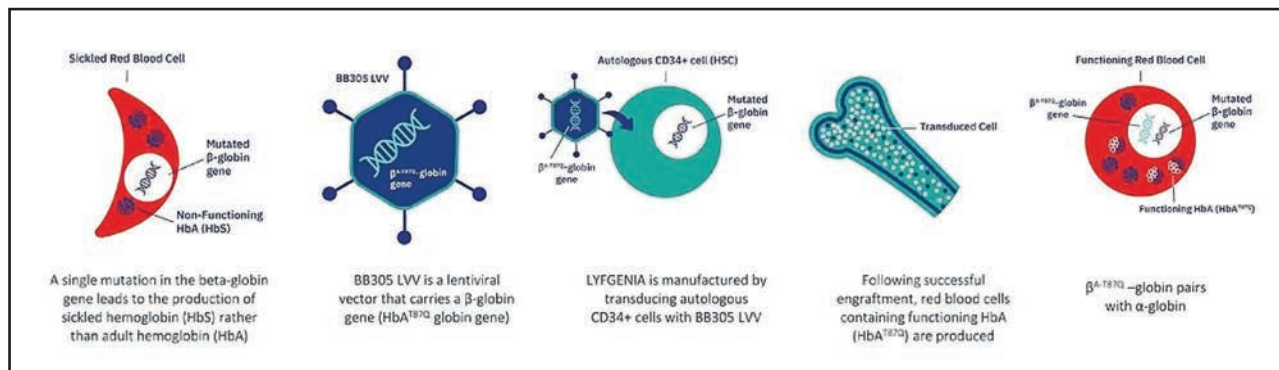 Sickled Red Blood Cell
Mutated
β-globin
gene
Non-Functioning
HbA (HbS)
A single mutation in the beta-globin
gene leads to the production of
sickled hemoglobin (HbS) rather
than adult hemoglobin (HbA)
BB305 LVV
β^A-T87Q-globin
gene
BB305 LVV is a lentiviral
vector that carries a β-globin
gene (HbA^T87Q globin gene)
Autologous CD34+ cell (HSC)
Mutated
β-globin
gene
β^A-T87Q-globin
gene
LYFGENIA is manufactured by
transducing autologous
CD34+ cells with BB305 LVV
Transduced Cell
Following successful
engraftment, red blood cells
containing functioning HbA
(HbA^T87Q) are produced
Functioning Red Blood Cell
β^A-T87Q-globin
gene
Mutated
β-globin
gene
Functioning HbA (HbA^T87Q)
β^A-T87Q –globin pairs
with α-globin